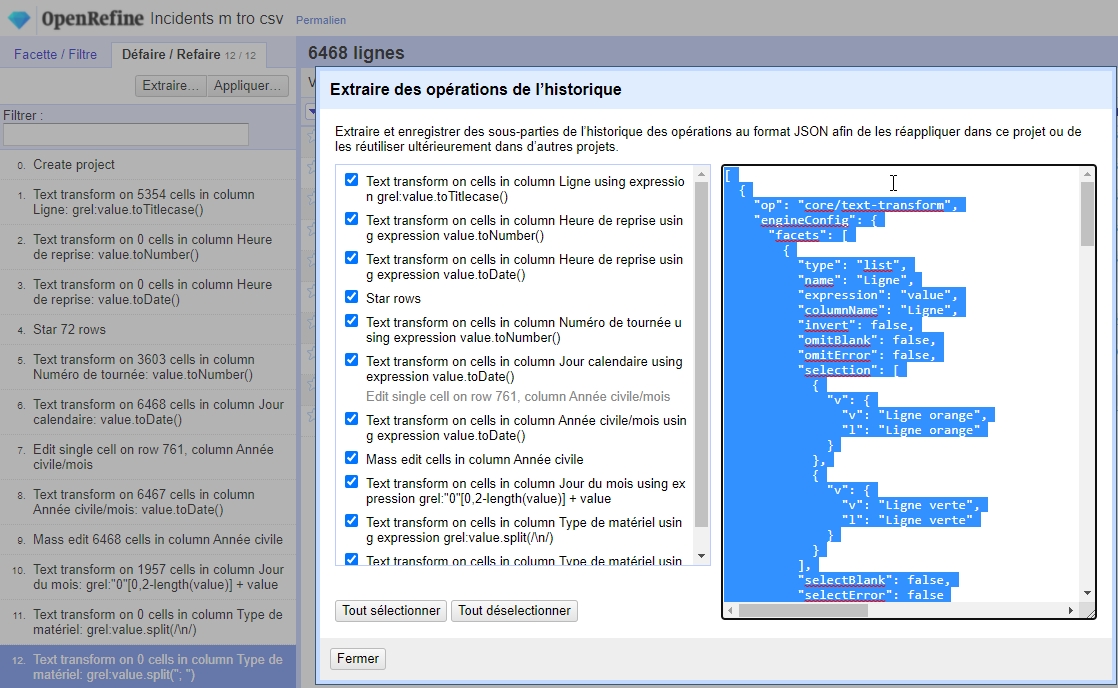 OpenRefine Incidents m tro csv Permalien
Facette / Filtre
Défaire / Refaire 12 / 12
6468 lignes
Extraire...
Appliquer...
Filtrer :
0. Create project
1. Text transform on 5354 cells in column
Ligne: grel:value.toTitlecase()
2. Text transform on 0 cells in column Heure
de reprise: value.toNumber()
3. Text transform on 0 cells in column Heure
de reprise: value.toDate()
4. Star 72 rows
5. Text transform on 3603 cells in column
Numéro de tournée: value.toNumber()
6. Text transform on 6468 cells in column Jour
calendaire: value.toDate()
7. Edit single cell on row 761, column Année
civile/mois
8. Text transform on 6467 cells in column
Année civile/mois: value.toDate()
9. Mass edit 6468 cells in column Année civile
10. Text transform on 1957 cells in column Jour
du mois: grel:"0"[0,2-length(value)] + value
11. Text transform on 0 cells in column Type de
matériel: grel:value.split(/\n/)
12. Text transform on 0 cells in column Type de
matériel: grel:value.split("; ")
Extraire des opérations de l'historique
Extraire et enregistrer des sous-parties de l'historique des opérations au format JSON afin de les réappliquer dans ce projet ou de
les réutiliser ultérieurement dans d'autres projets.
Text transform on cells in column Ligne using expressio
n grel:value.toTitlecase()
Text transform on cells in column Heure de reprise usin
g expression value.toNumber()
Text transform on cells in column Heure de reprise usin
g expression value.toDate()
Star rows
Text transform on cells in column Numéro de tournée u
sing expression value.toNumber()
Text transform on cells in column Jour calendaire using
expression value.toDate()
Edit single cell on row 761, column Année civile/mois
Text transform on cells in column Année civile/mois usin
g expression value.toDate()
Mass edit cells in column Année civile
Text transform on cells in column Jour du mois using ex
pression grel:"0"[0,2-length(value)] + value
Text transform on cells in column Type de matériel usin
g expression grel:value.split(/\n/)
Text transform on cells in column Type de matériel usin
[
{
"op": "core/text-transform",
"engineConfig": {
"facets": [
{
"type": "list",
"name": "Ligne",
"expression": "value",
"columnName": "Ligne",
"invert": false,
"omitBlank": false,
"omitError": false,
"selection": [
{
"v": {
"v": "Ligne orange",
"l": "Ligne orange"
}
},
{
"v": {
"v": "Ligne verte",
"l": "Ligne verte"
}
}
],
"selectBlank": false,
"selectError": false
Tout sélectionner
Tout déselectionner
Fermer